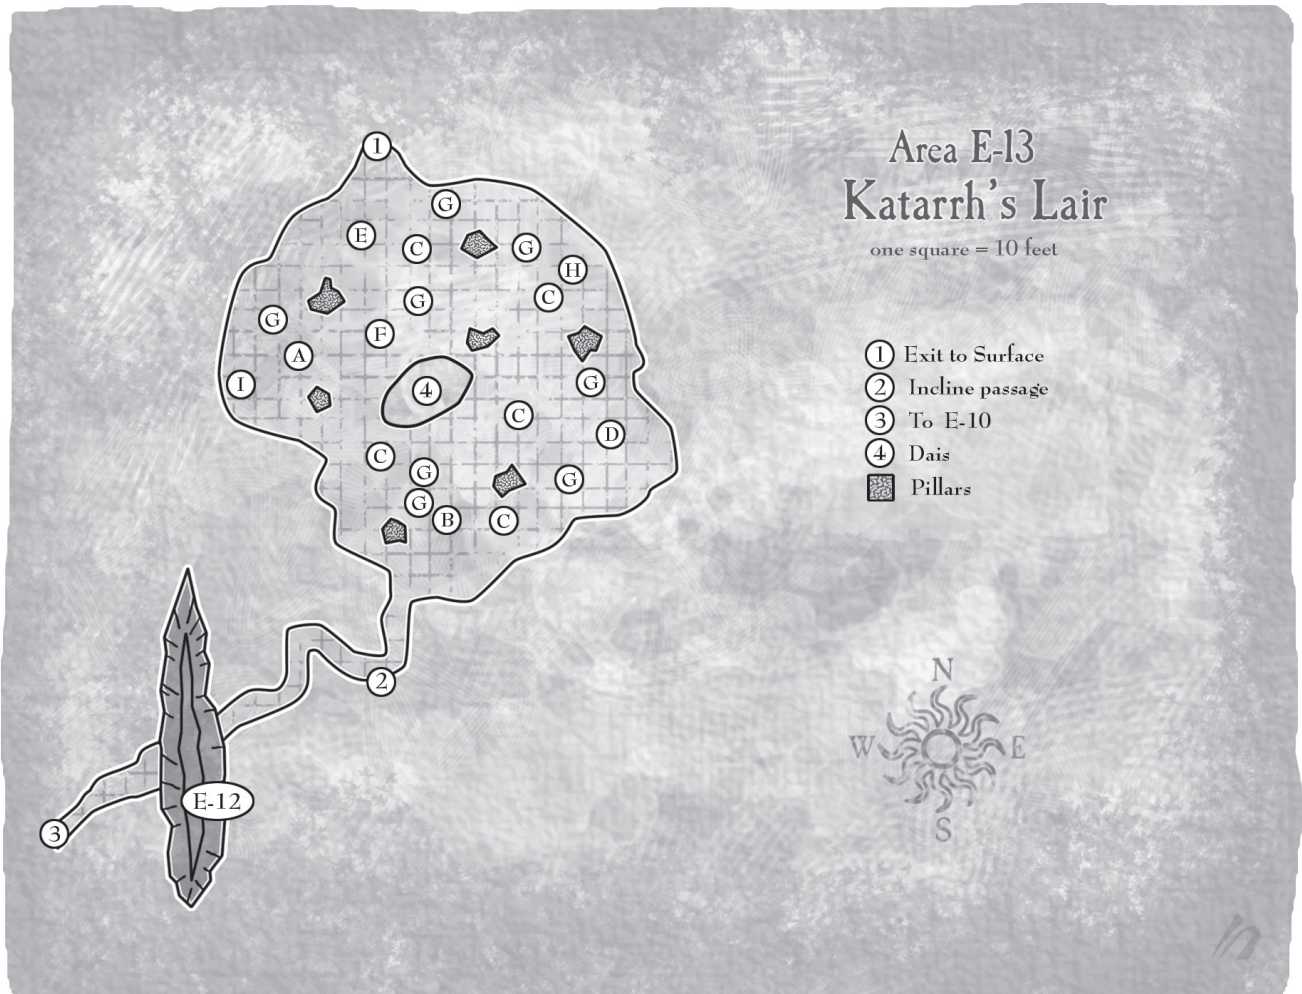 Area E-13
Katarrh's Lair
one square = 10 feet
1 Exit to Surface
2 Incline passage
3 To E-10
4 Dais
Pillars
1
G
E
C
G
H
C
G
G
F
A
I
4
G
C
D
C
G
G
G
B
C
2
E-12
3
N
W
E
S